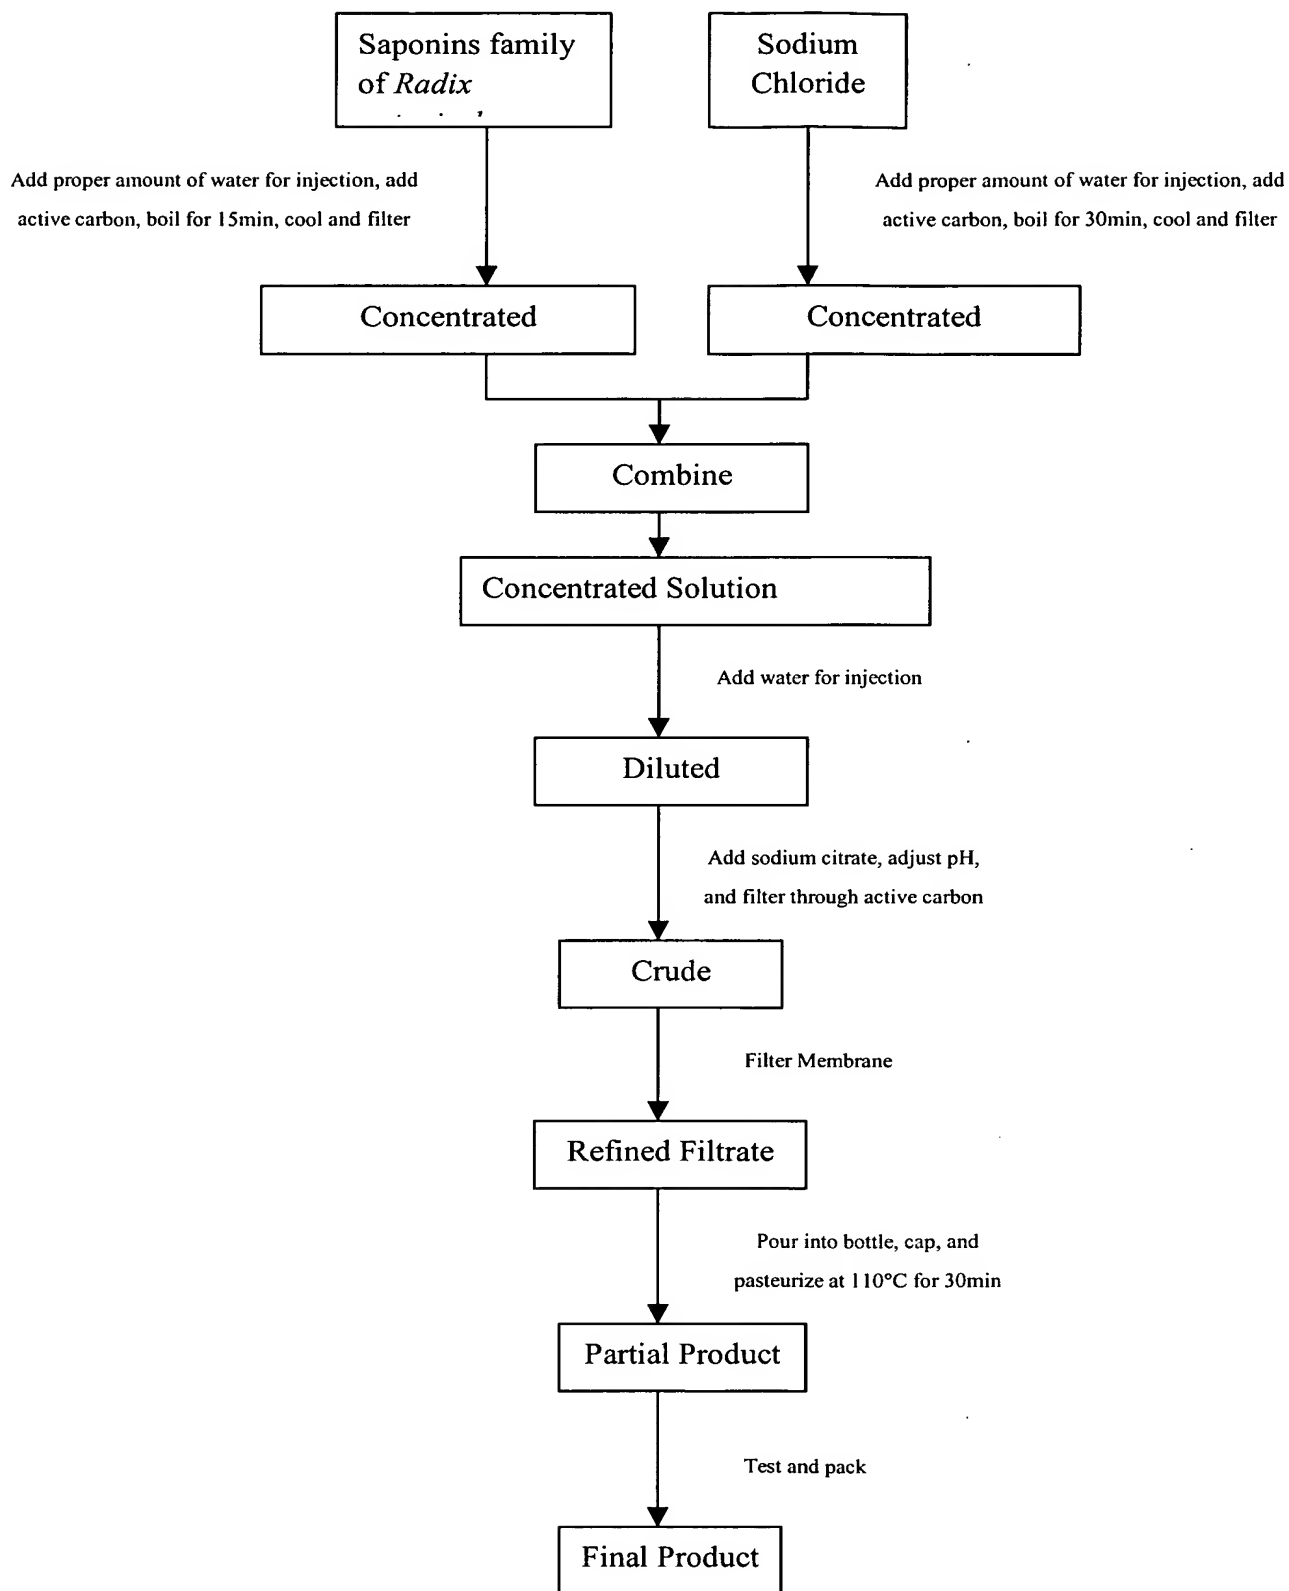 Saponins family
of Radix
Sodium
Chloride
Add proper amount of water for injection, add
active carbon, boil for 15min, cool and filter
Add proper amount of water for injection, add
active carbon, boil for 30min, cool and filter
Concentrated
Concentrated
Combine
Concentrated Solution
Add water for injection
Diluted
Add sodium citrate, adjust pH,
and filter through active carbon
Crude
Filter Membrane
Refined Filtrate
Pour into bottle, cap, and
pasteurize at 110°C for 30min
Partial Product
Test and pack
Final Product